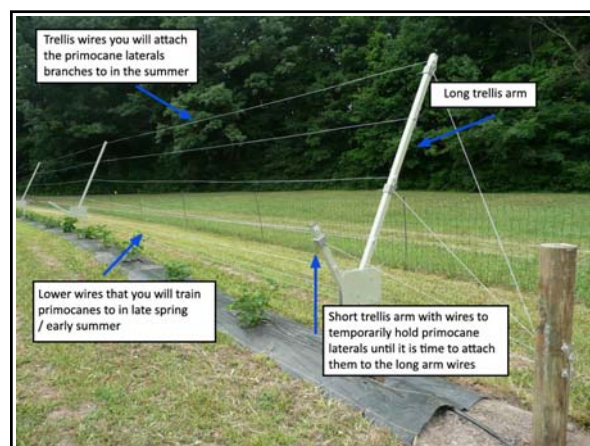 Trellis wires you will attach
the primocane laterals
branches to in the summer
Long trellis arm
Lower wires that you will train
primocanes to in late spring
/ early summer
Short trellis arm with wires to
temporarily hold primocane
laterals until it is time to attach
them to the long arm wires